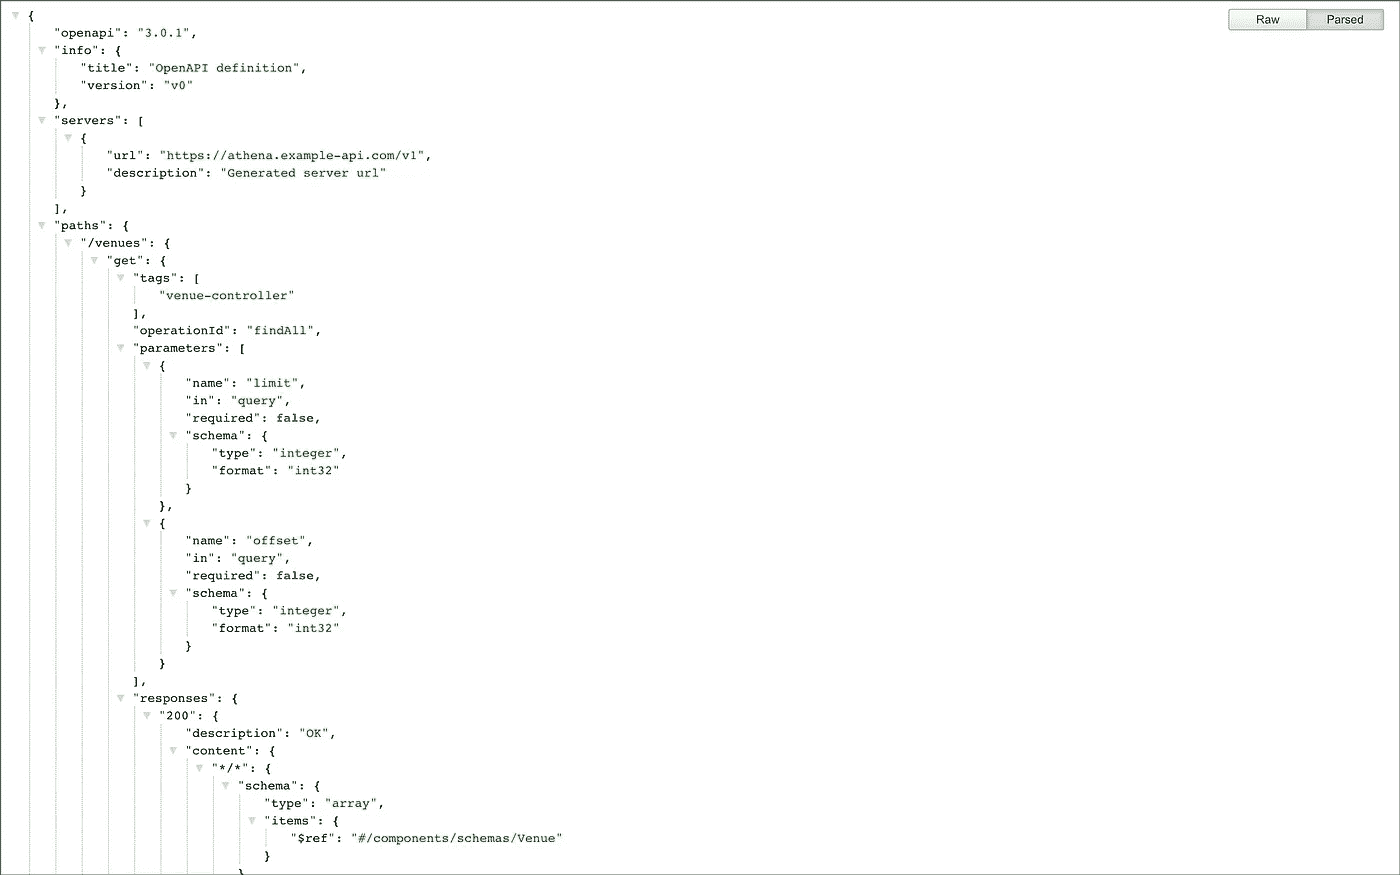 {
"openapi": "3.0.1",
"info": {
"title": "OpenAPI definition",
"version": "v0"
},
"servers": [
{
"url": "https://athena.example-api.com/v1",
"description": "Generated server url"
}
],
"paths": {
"/venues": {
"get": {
"tags": [
"venue-controller"
],
"operationId": "findAll",
"parameters": [
{
"name": "limit",
"in": "query",
"required": false,
"schema": {
"type": "integer",
"format": "int32"
}
},
{
"name": "offset",
"in": "query",
"required": false,
"schema": {
"type": "integer",
"format": "int32"
}
}
],
"responses": {
"200": {
"description": "OK",
"content": {
"*/*": {
"schema": {
"type": "array",
"items": {
"$ref": "#/components/schemas/Venue"
}
}
Raw Parsed